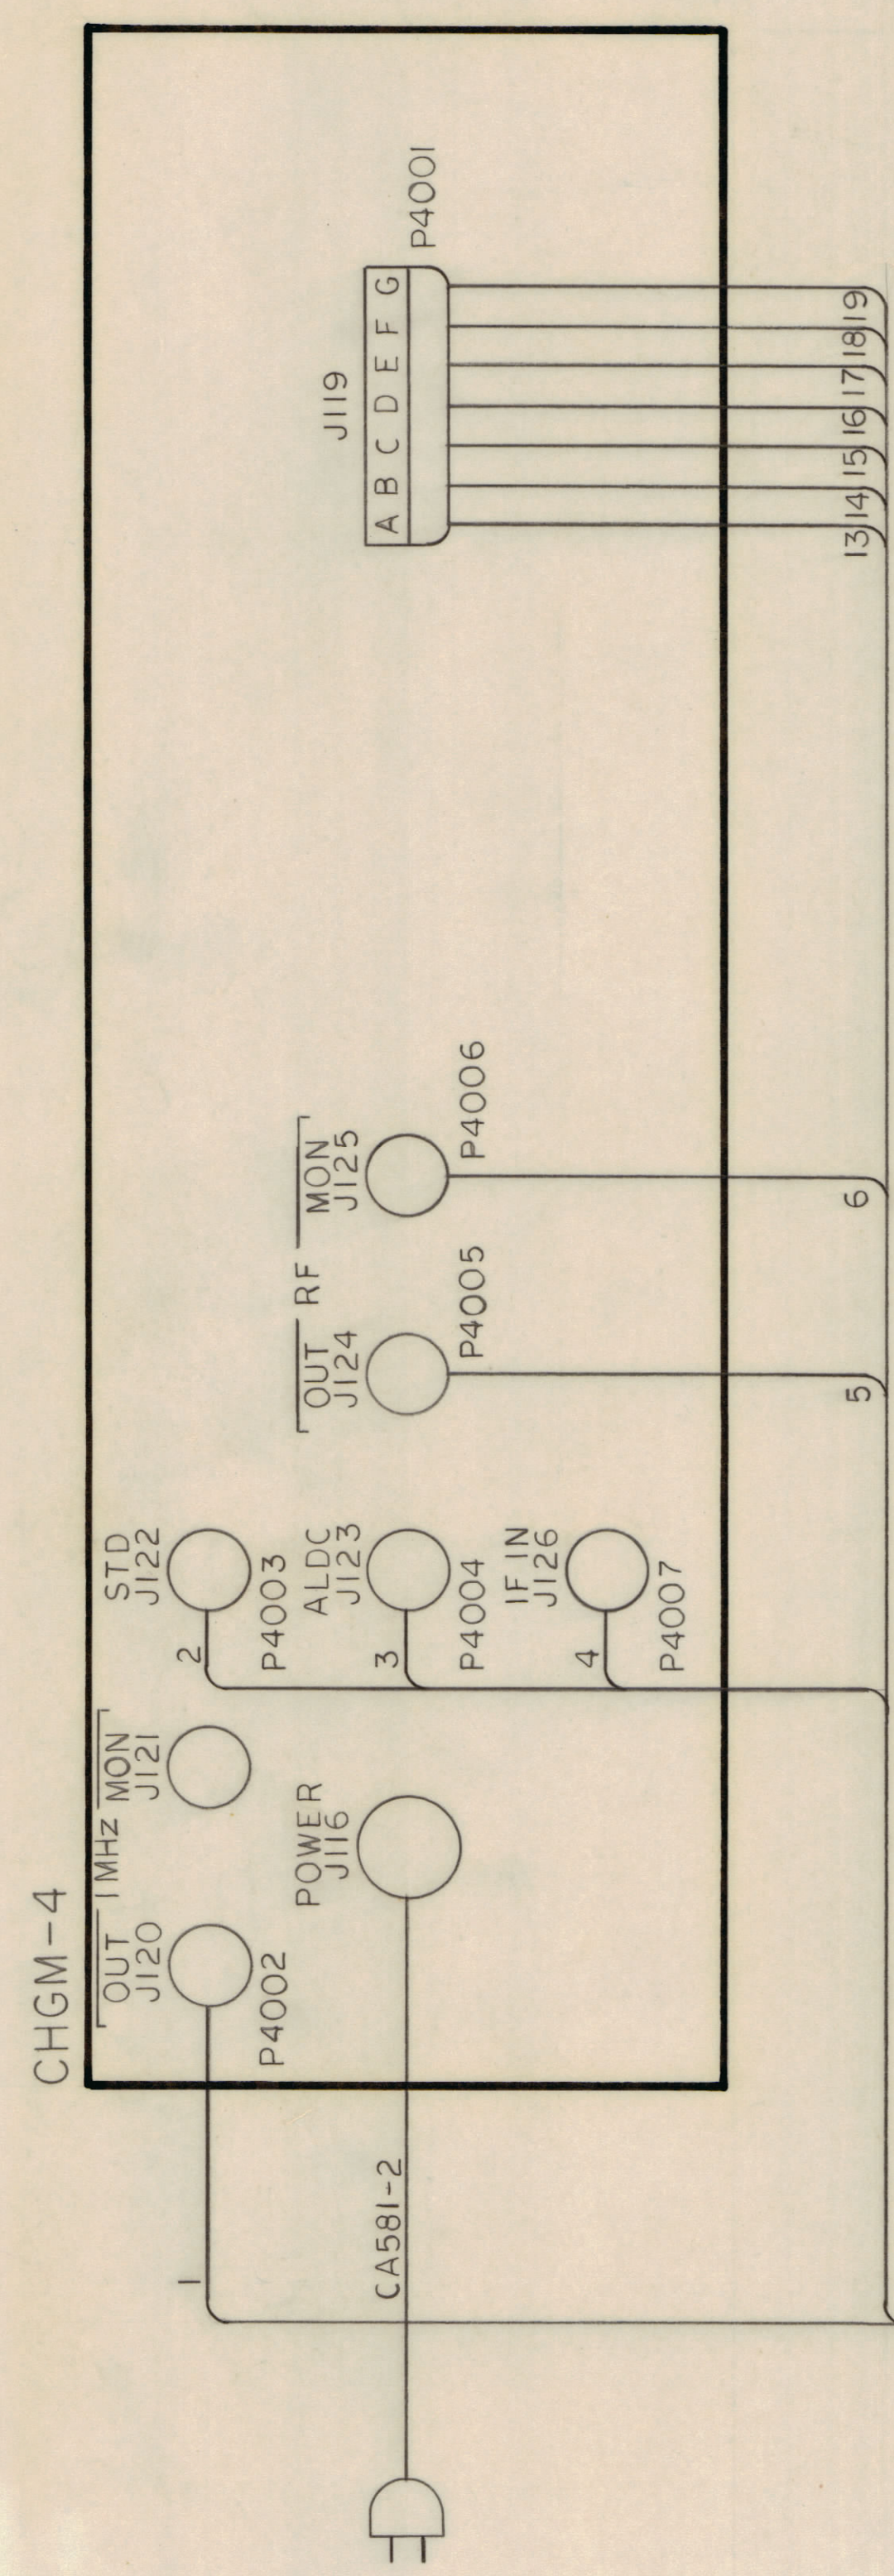 CHGM-4
OUT 1 MHz MON
J120
J121
P4002
STD
J122
P4003
2
1
POWER
J116
CA581-2
ALDC
J123
P4004
3
IF IN
J126
P4007
4
OUT RF MON
J124
J125
P4005
P4006
5
6
J119
A B C D E F G
P4001
13 14 15 16 17 18 19